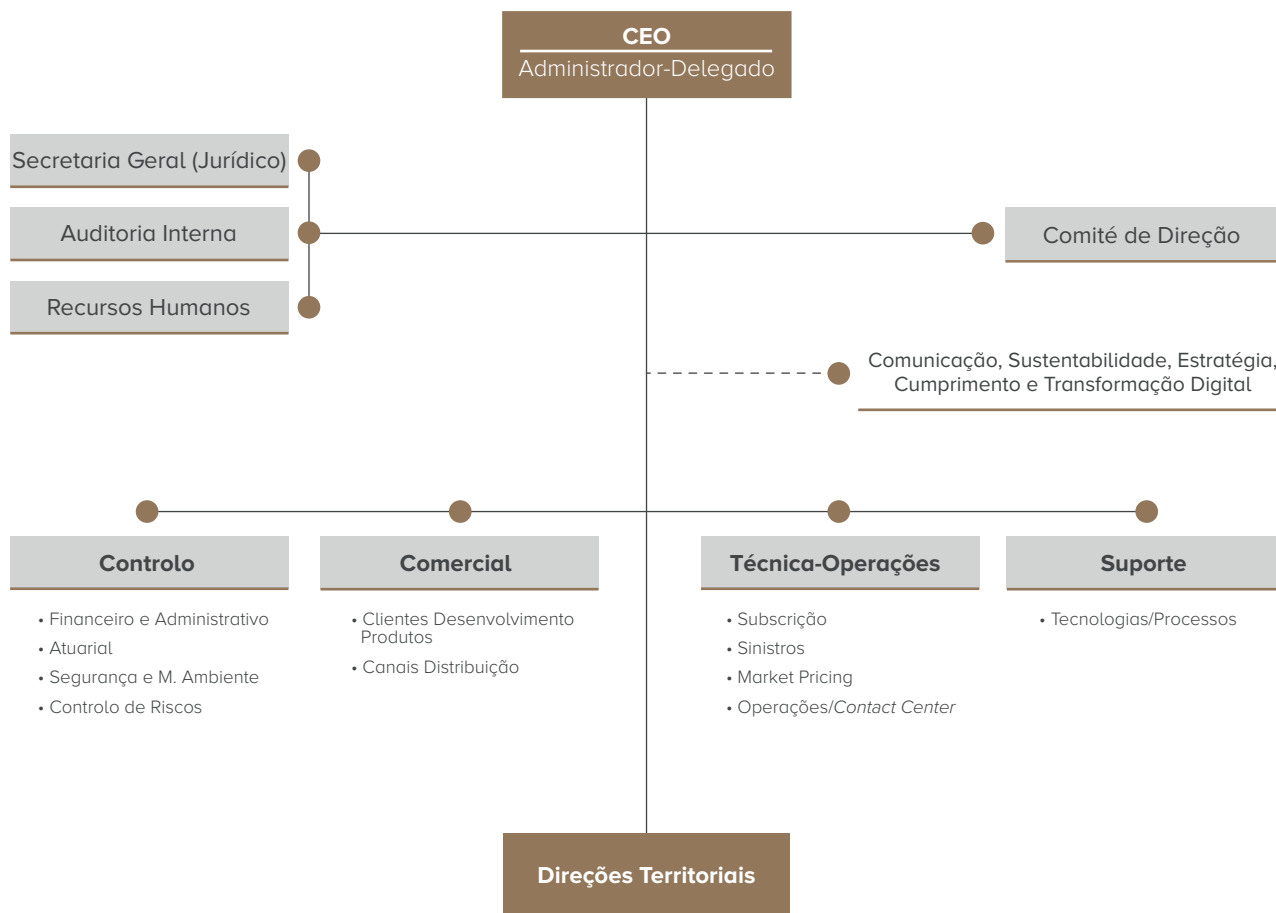 CEO
Administrador-Delegado
Secretaria Geral (Jurídico)
Auditoria Interna
Comité de Direção
Recursos Humanos
Comunicação, Sustentabilidade, Estratégia,
Cumprimento e Transformação Digital
Controlo
• Financeiro e Administrativo
• Atuarial
• Segurança e M. Ambiente
• Controlo de Riscos
Comercial
• Clientes Desenvolvimento
Produtos
• Canais Distribuição
Técnica-Operações
• Subscrição
• Sinistros
• Market Pricing
• Operações/Contact Center
Suporte
• Tecnologias/Processos
Direções Territoriais